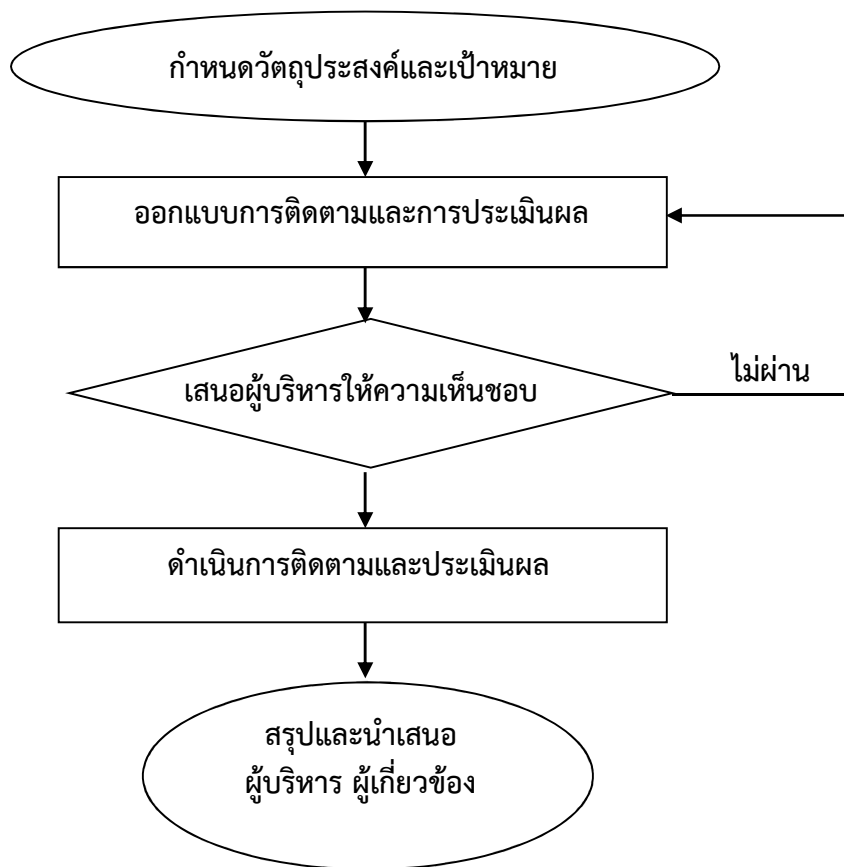 กำหนดวัตถุประสงค์และเป้าหมาย
ออกแบบการติดตามและการประเมินผล
เสนอผู้บริหารให้ความเห็นชอบ
ไม่ผ่าน
ดำเนินการติดตามและประเมินผล
สรุปและนำเสนอ
ผู้บริหาร ผู้เกี่ยวข้อง